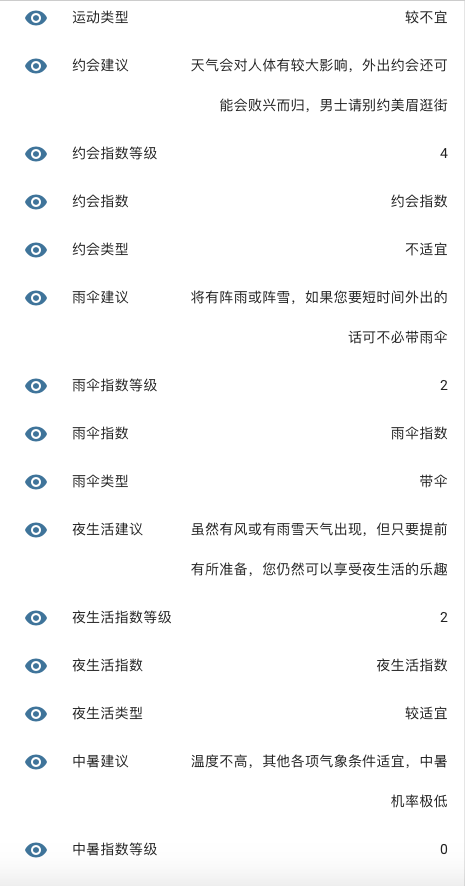 运动类型 较不宜
约会建议 天气会对人体有较大影响，外出约会还可
能会败兴而归，男士请别约美眉逛街
约会指数等级 4
约会指数 约会指数
约会类型 不适宜
雨伞建议 将有阵雨或阵雪，如果您要短时间外出的
话可不必带雨伞
雨伞指数等级 2
雨伞指数 雨伞指数
雨伞类型 带伞
夜生活建议 虽然有风或有雨雪天气出现，但只要提前
有所准备，您仍然可以享受夜生活的乐趣
夜生活指数等级 2
夜生活指数 夜生活指数
夜生活类型 较适宜
中暑建议 温度不高，其他各项气象条件适宜，中暑
机率极低
中暑指数等级 0